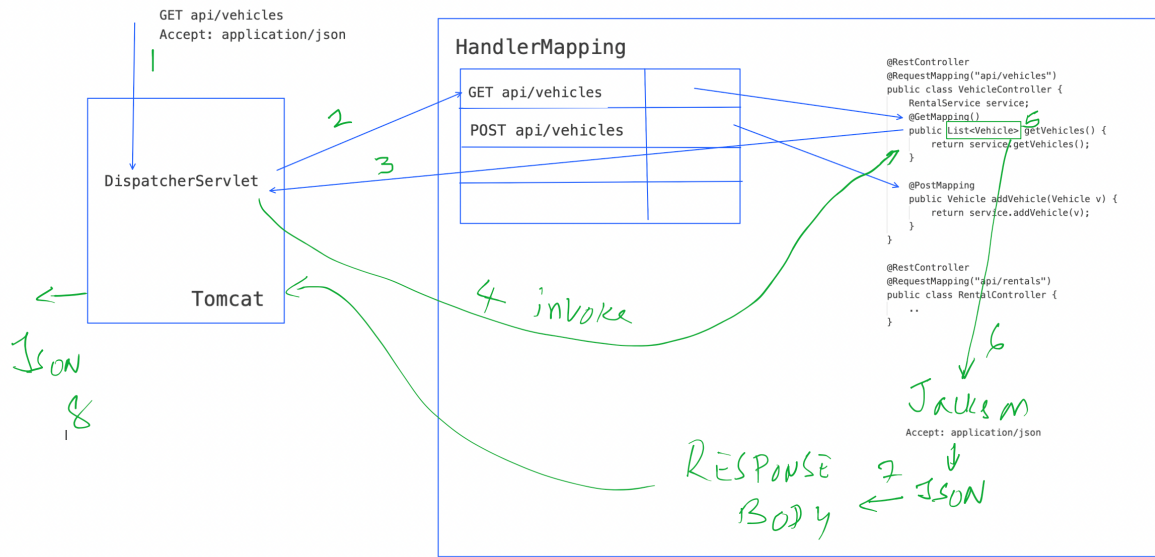 GET api/vehicles
Accept: application/json
1
HandlerMapping
GET api/vehicles
POST api/vehicles
2
3
DispatcherServlet
Tomcat
@RestController
@RequestMapping("api/vehicles")
public class VehicleController {
RentalService service;
@GetMapping()
public List<Vehicle> getVehicles() {
return service.getVehicles();
}
@PostMapping
public Vehicle addVehicle(Vehicle v) {
return service.addVehicle(v);
}
}
@RestController
@RequestMapping("api/rentals")
public class RentalController {
..
}
5
4 invoke
6
Jackson
Accept: application/json
JSON
7
RESPONSE
BODY
JSON
8